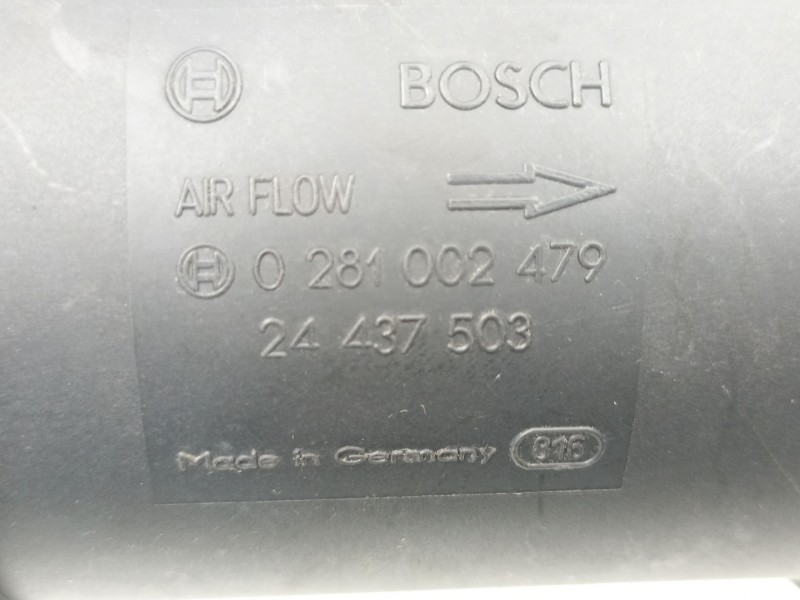 BOSCH
AIR FLOW
0 281 002 479
24 437 503
Made in Germany 816